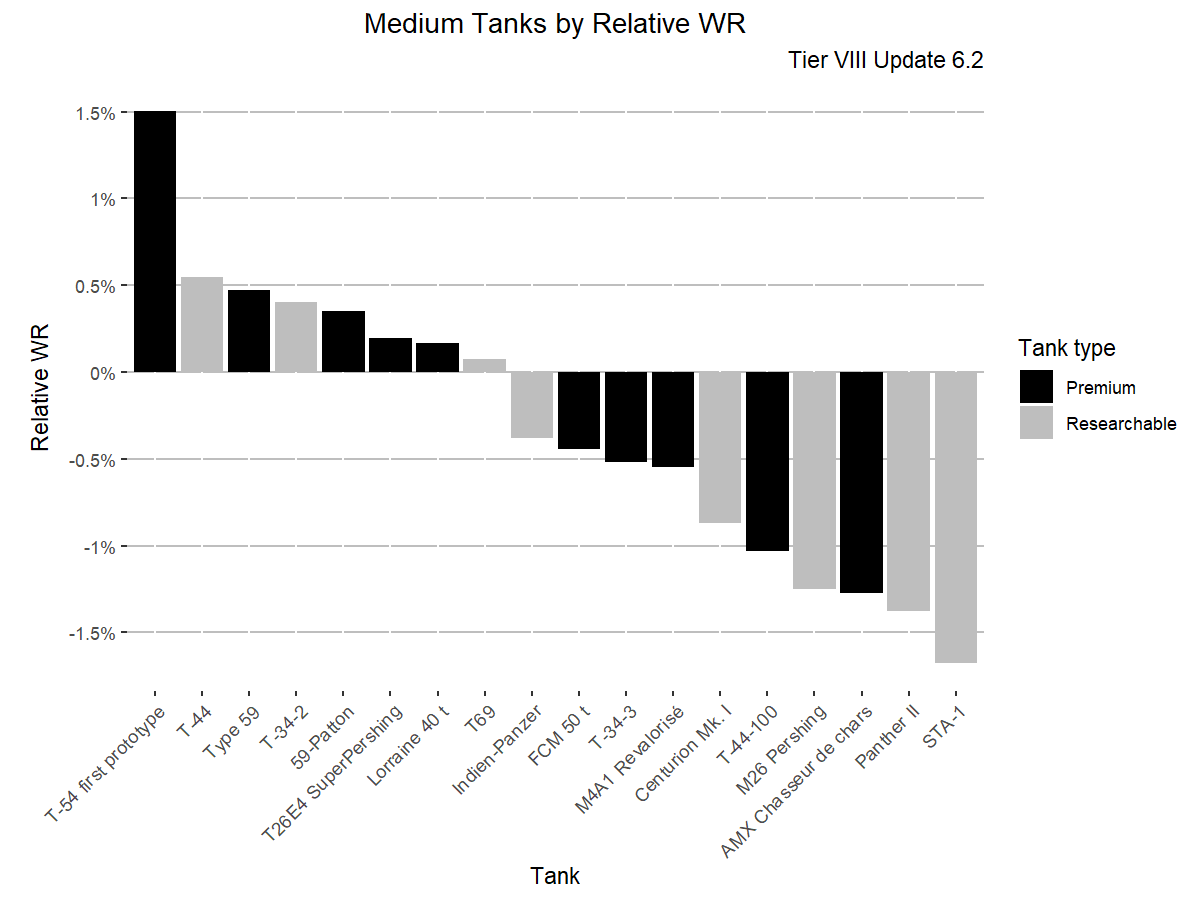 Medium Tanks by Relative WR
Tier VIII Update 6.2
1.5%
1%
0.5%
0%
-0.5%
-1%
-1.5%
Relative WR
T-54 first prototype
T-44
Type 59
T-34-2
59-Patton
T26E4 SuperPershing
Lorraine 40 t
T69
Indien-Panzer
FCM 50 t
T-34-3
M4A1 Revalorisé
Centurion Mk. I
T-44-100
M26 Pershing
AMX Chasseur de chars
Panther II
STA-1
Tank
Tank type
Premium
Researchable